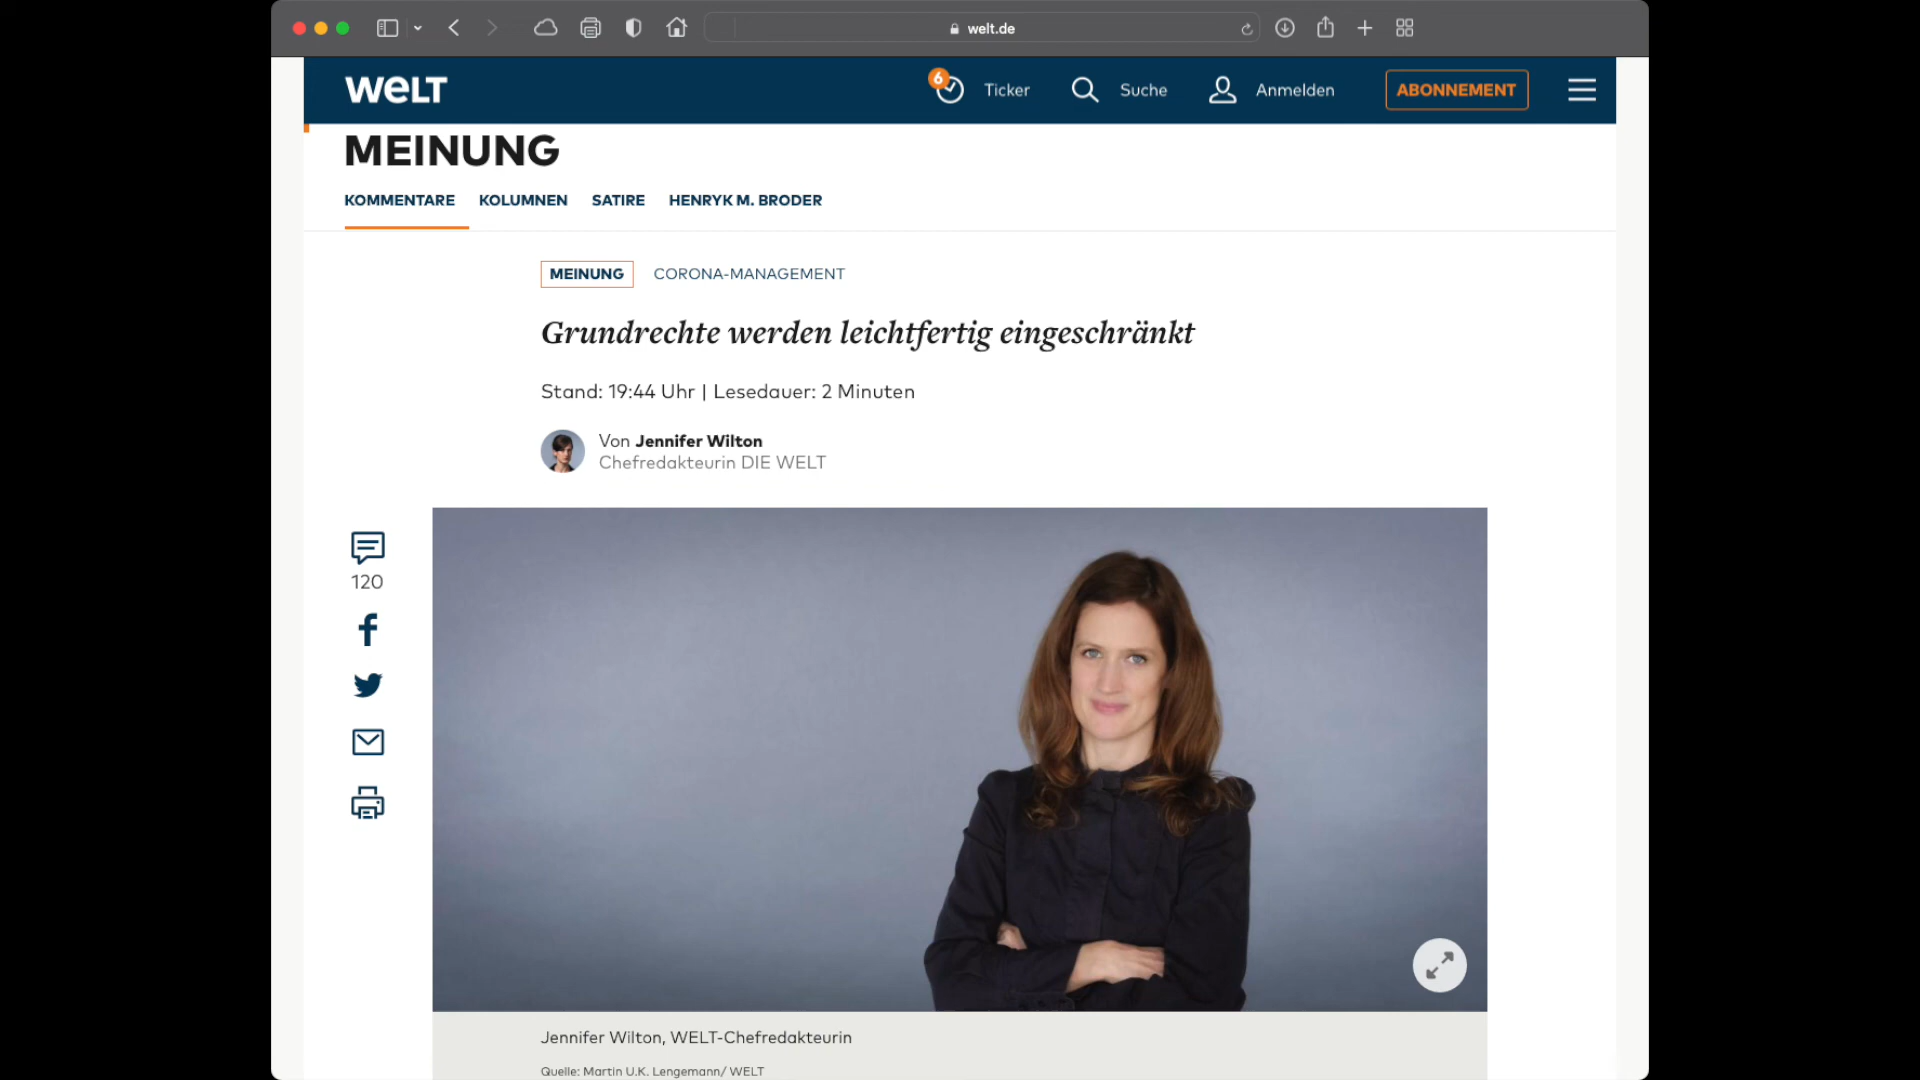 welt.de
WELT
6
Ticker
Suche
Anmelden
ABONNEMENT
MEINUNG
KOMMENTARE
KOLUMNEN
SATIRE
HENRYK M. BRODER
MEINUNG
CORONA-MANAGEMENT
Grundrechte werden leichtfertig eingeschränkt
Stand: 19:44 Uhr | Lesedauer: 2 Minuten
Von Jennifer Wilton
Chefredakteurin DIE WELT
120
Jennifer Wilton, WELT-Chefredakteurin
Quelle: Martin U.K. Lengemann/ WELT